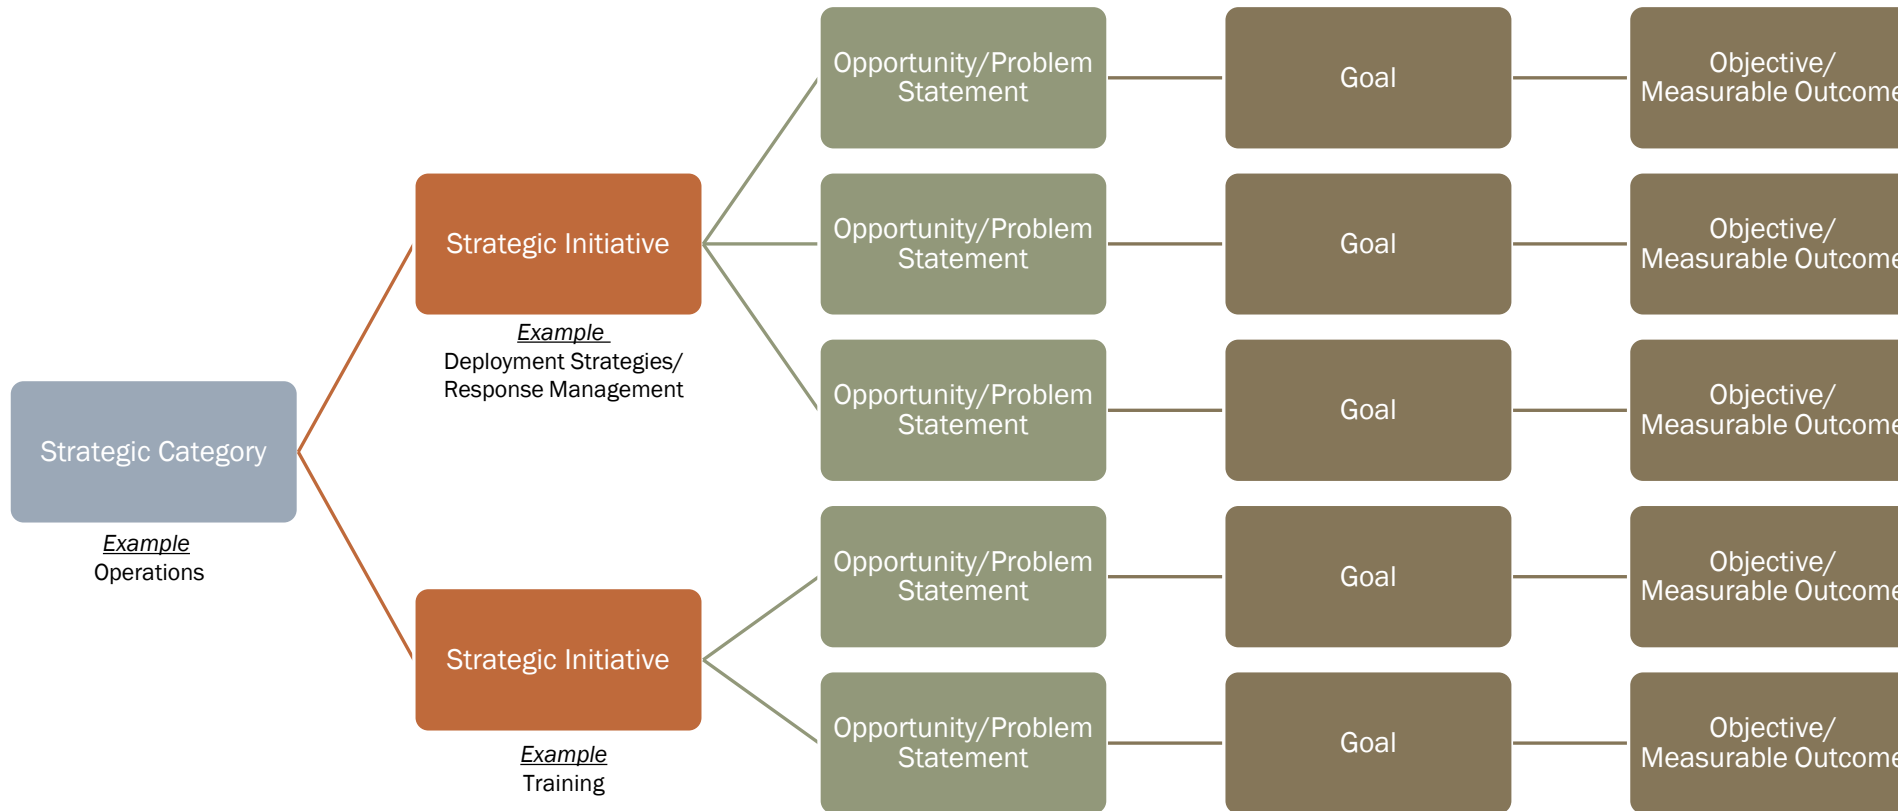 Opportunity/Problem
Statement
Goal
Objective/
Measurable Outcome
Strategic Initiative
Example
Deployment Strategies/
Response Management
Opportunity/Problem
Statement
Goal
Objective/
Measurable Outcome
Opportunity/Problem
Statement
Goal
Objective/
Measurable Outcome
Strategic Category
Example
Operations
Opportunity/Problem
Statement
Goal
Objective/
Measurable Outcome
Strategic Initiative
Example
Training
Opportunity/Problem
Statement
Goal
Objective/
Measurable Outcome